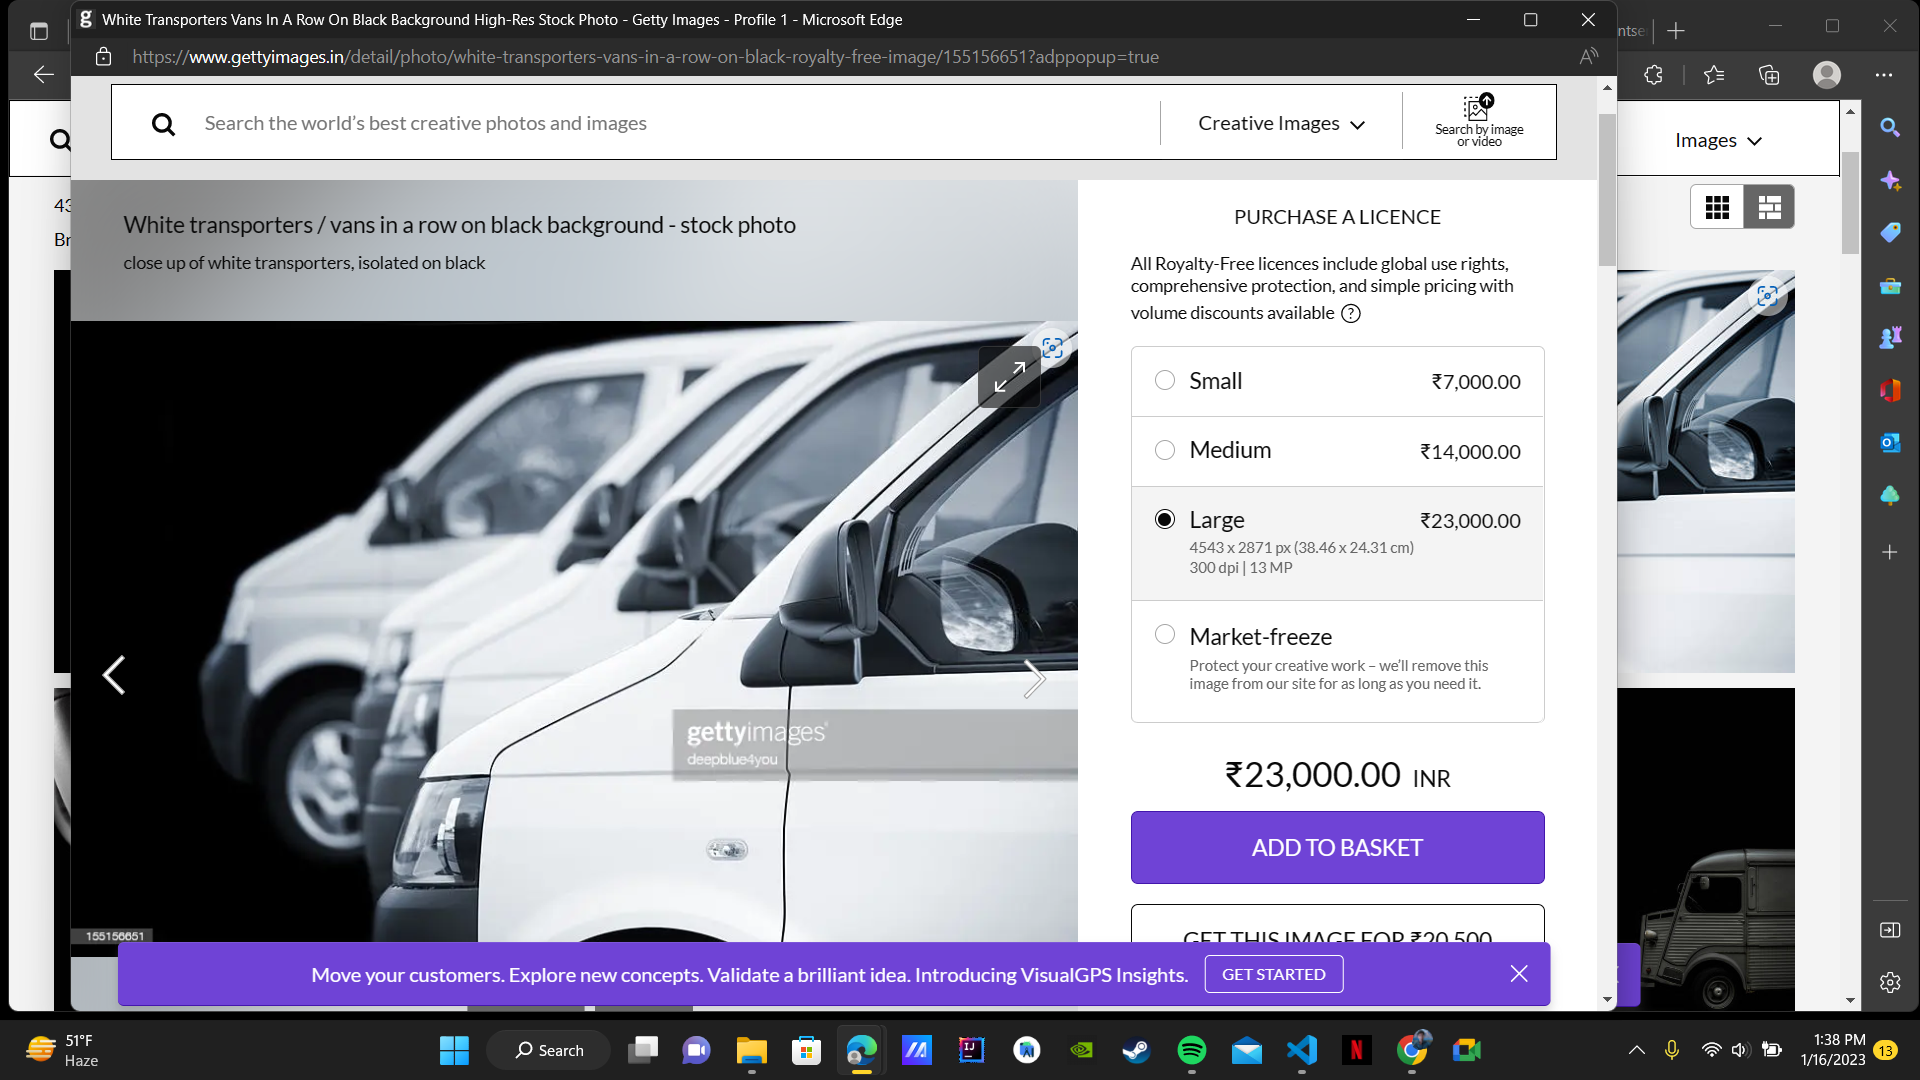 White Transporters Vans In A Row On Black Background High-Res Stock Photo - Getty Images - Profile 1 - Microsoft Edge
https://www.gettyimages.in/detail/photo/white-transporters-vans-in-a-row-on-black-royalty-free-image/155156651?adppopup=true
Search the world's best creative photos and images
Creative Images
Search by image
or video
Images
43
Br
White transporters / vans in a row on black background - stock photo
close up of white transporters, isolated on black
gettyimages®
deepblue4you
155156651
PURCHASE A LICENCE
All Royalty-Free licences include global use rights,
comprehensive protection, and simple pricing with
volume discounts available ?
Small ₹7,000.00
Medium ₹14,000.00
Large ₹23,000.00
4543 x 2871 px (38.46 x 24.31 cm)
300 dpi | 13 MP
Market-freeze
Protect your creative work – we'll remove this
image from our site for as long as you need it.
₹23,000.00 INR
ADD TO BASKET
GET THIS IMAGE FOR ₹20,500
Move your customers. Explore new concepts. Validate a brilliant idea. Introducing VisualGPS Insights. GET STARTED
51°F
Haze
Search
1:38 PM
1/16/2023
13